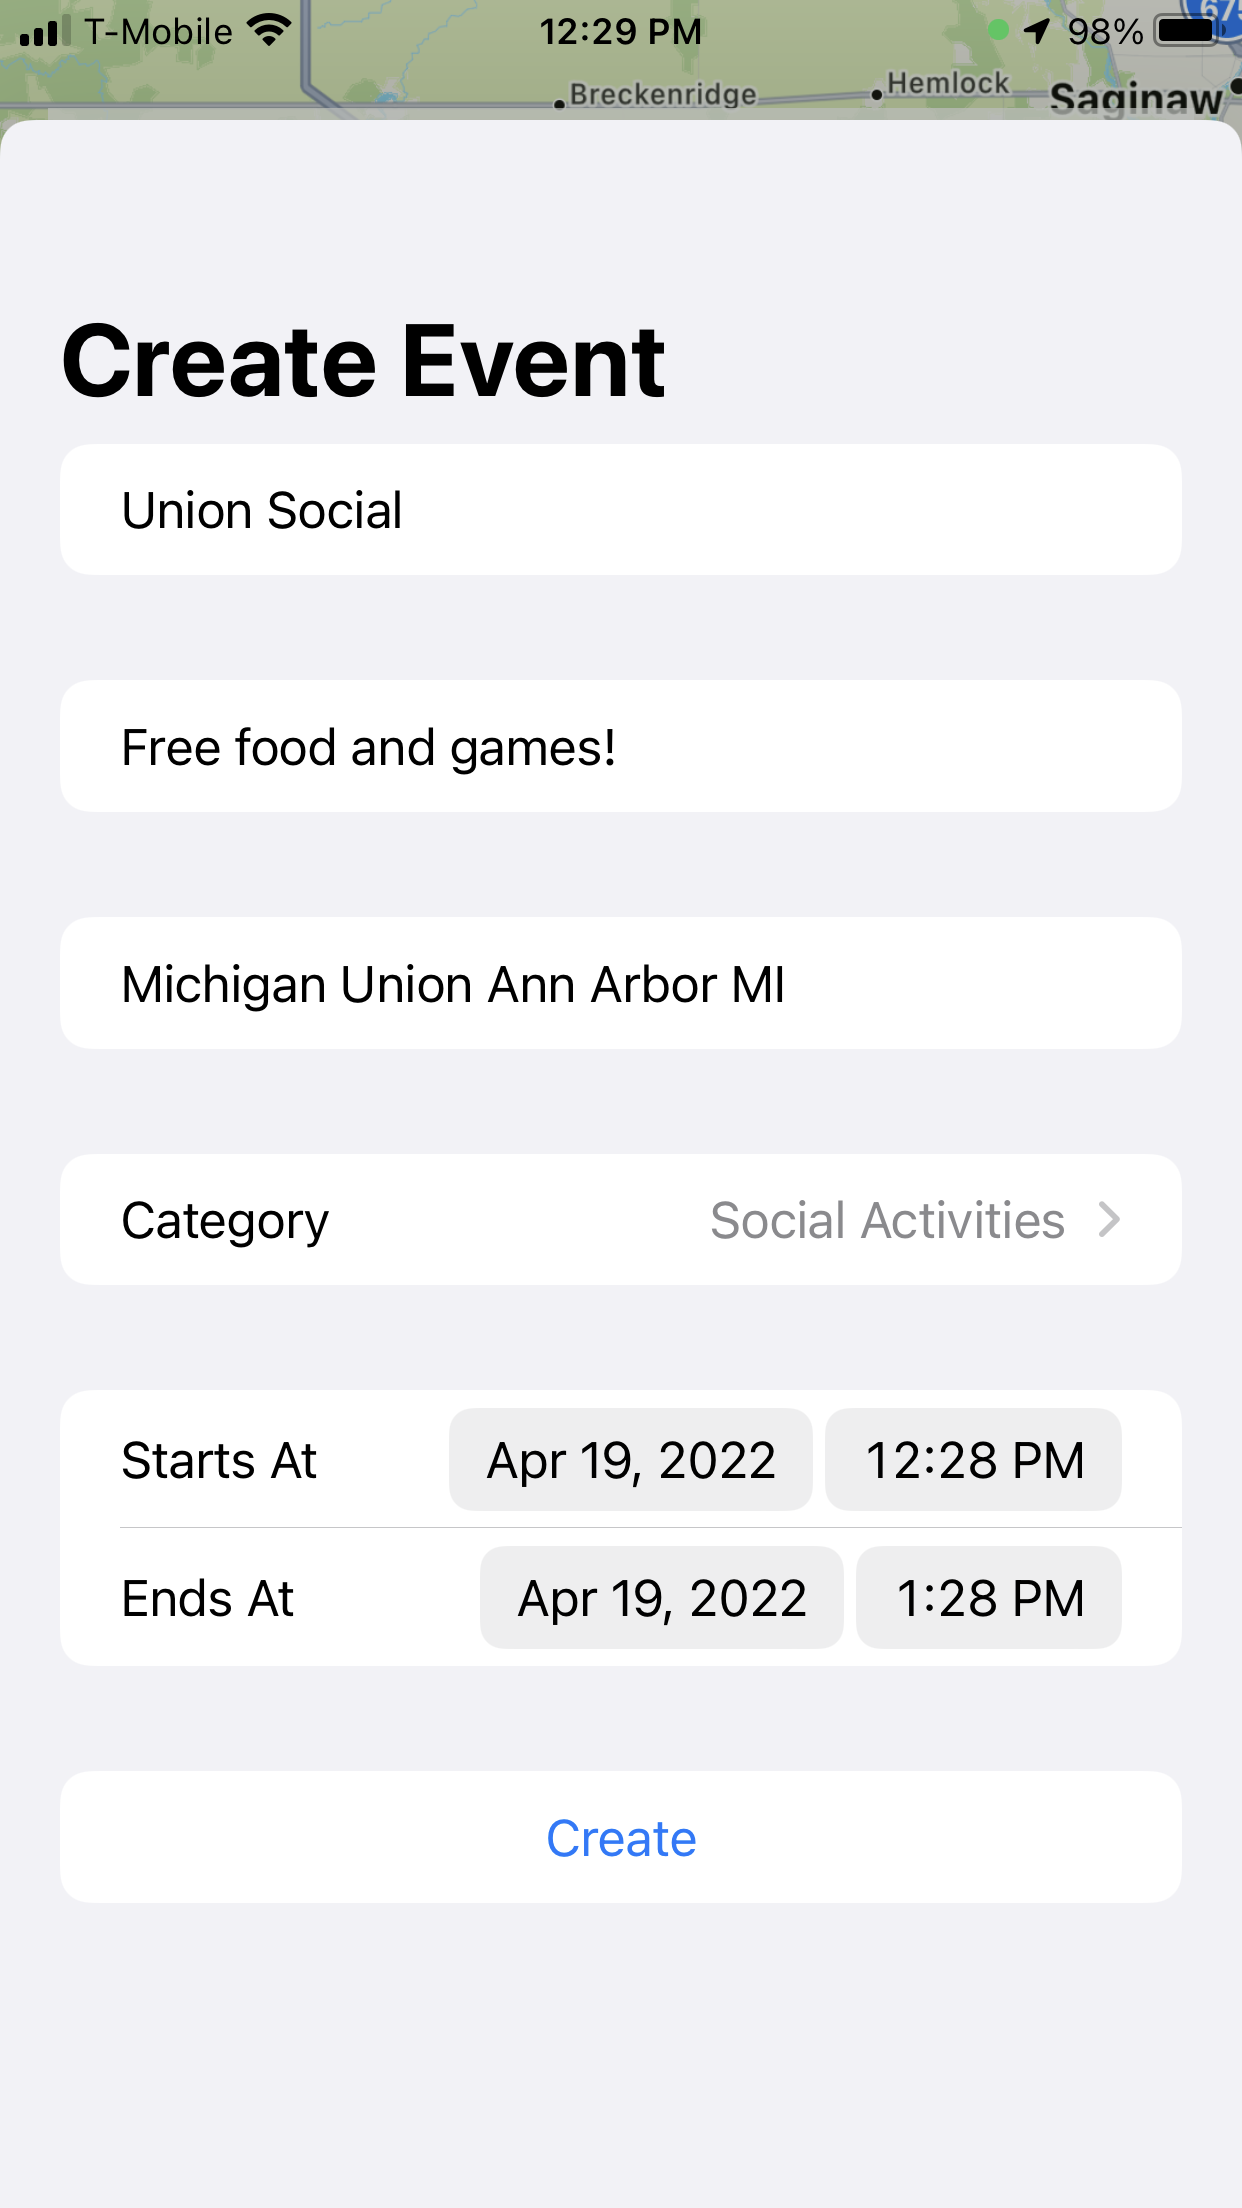 T-Mobile 12:29 PM 98%
675
Breckenridge Hemlock Saginaw
Create Event
Union Social
Free food and games!
Michigan Union Ann Arbor MI
Category Social Activities
Starts At Apr 19, 2022 12:28 PM
Ends At Apr 19, 2022 1:28 PM
Create